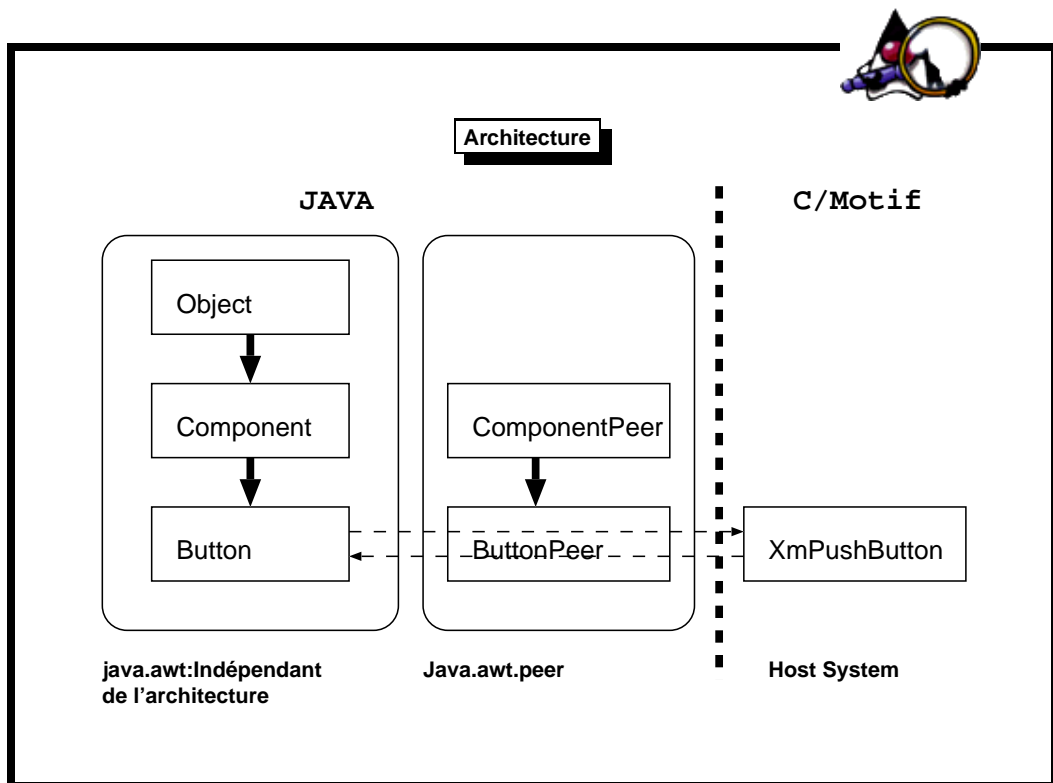 Architecture
JAVA
C/Motif
Object
Component
ComponentPeer
Button
ButtonPeer
XmPushButton
java.awt:Indépendant
de l'architecture
Java.awt.peer
Host System